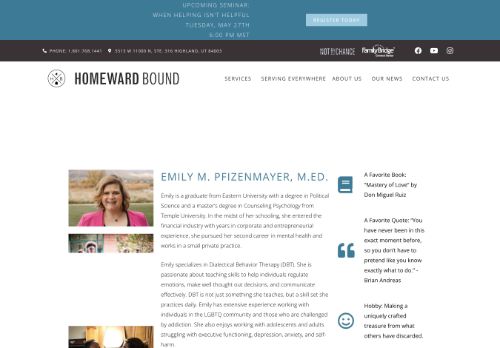 UPCOMING SEMINAR:
WHEN HELPING ISN'T HELPFUL
TUESDAY, MAY 27TH
6:00 PM MST
REGISTER TODAY
PHONE: 1.801.768.1441
5513 W 11000 N, STE. 316 HIGHLAND, UT 84003
NOTBYCHANCE
FamilyBridge
HOMEWARD BOUND
SERVICES
SERVING EVERYWHERE
ABOUT US
OUR NEWS
CONTACT US
EMILY M. PFIZENMAYER, M.ED.
Emily is a graduate from Eastern University with a degree in Political
Science and a master's degree in Counseling Psychology from
Temple University. In the midst of her schooling, she entered the
financial industry with years in corporate and entrepreneurial
experience. she pursued her second career in mental health and
works in a small private practice.
Emily specializes in Dialectical Behavior Therapy (DBT). She is
passionate about teaching skills to help individuals regulate
emotions, make well thought out decisions, and communicate
effectively. DBT is not just something she teaches, but a skill set she
practices daily. Emily has extensive experience working with
individuals in the LGBTQ community and those who are challenged
by addiction. She also enjoys working with adolescents and adults
struggling with executive functioning, depression, anxiety, and self-
harm.
A Favorite Book:
"Mastery of Love" by
Don Miguel Ruiz
A Favorite Quote: "You
have never been in this
exact moment before,
so you don't have to
pretend like you know
exactly what to do."–
Brian Andreas
Hobby: Making a
uniquely crafted
treasure from what
others have discarded.